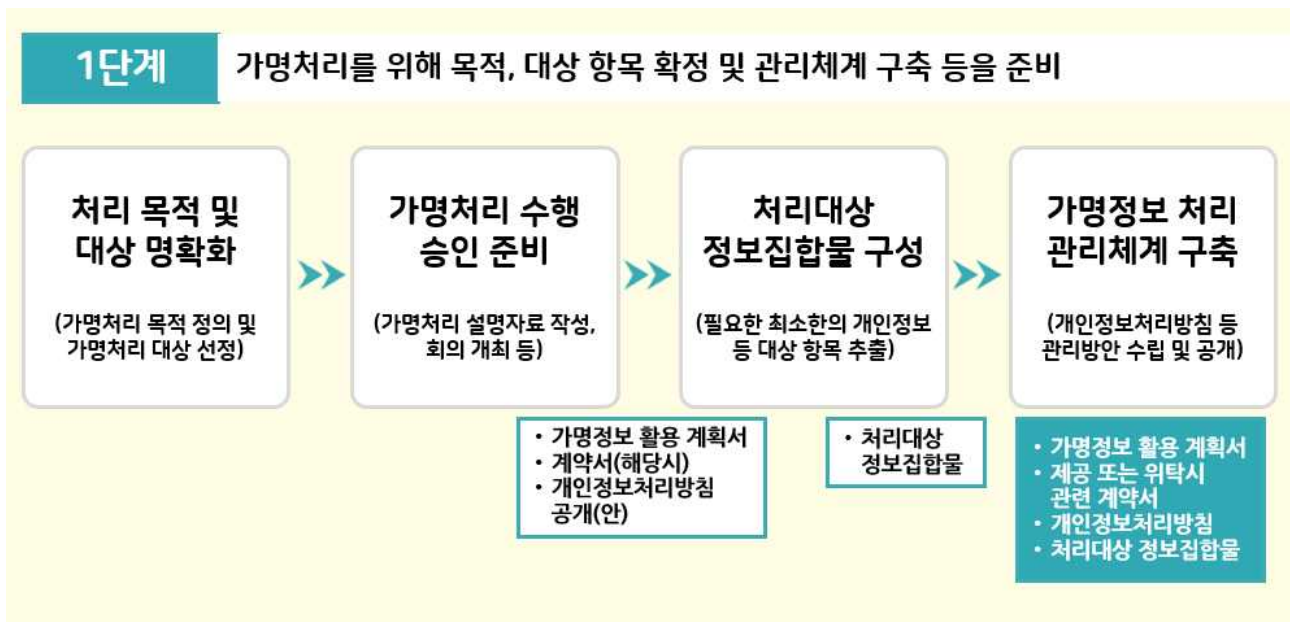 1단계
가명처리를 위해 목적, 대상 항목 확정 및 관리체계 구축 등을 준비
처리 목적 및
대상 명확화
(가명처리 목적 정의 및
가명처리 대상 선정)
가명처리 수행
승인 준비
(가명처리 설명자료 작성,
회의 개최 등)
처리대상
정보집합물 구성
(필요한 최소한의 개인정보
등 대상 항목 추출)
가명정보 처리
관리체계 구축
(개인정보처리방침 등
관리방안 수립 및 공개)
• 가명정보 활용 계획서
• 계약서(해당시)
• 개인정보처리방침
공개(안)
• 처리대상
정보집합물
• 가명정보 활용 계획서
• 제공 또는 위탁시
관련 계약서
• 개인정보처리방침
• 처리대상 정보집합물